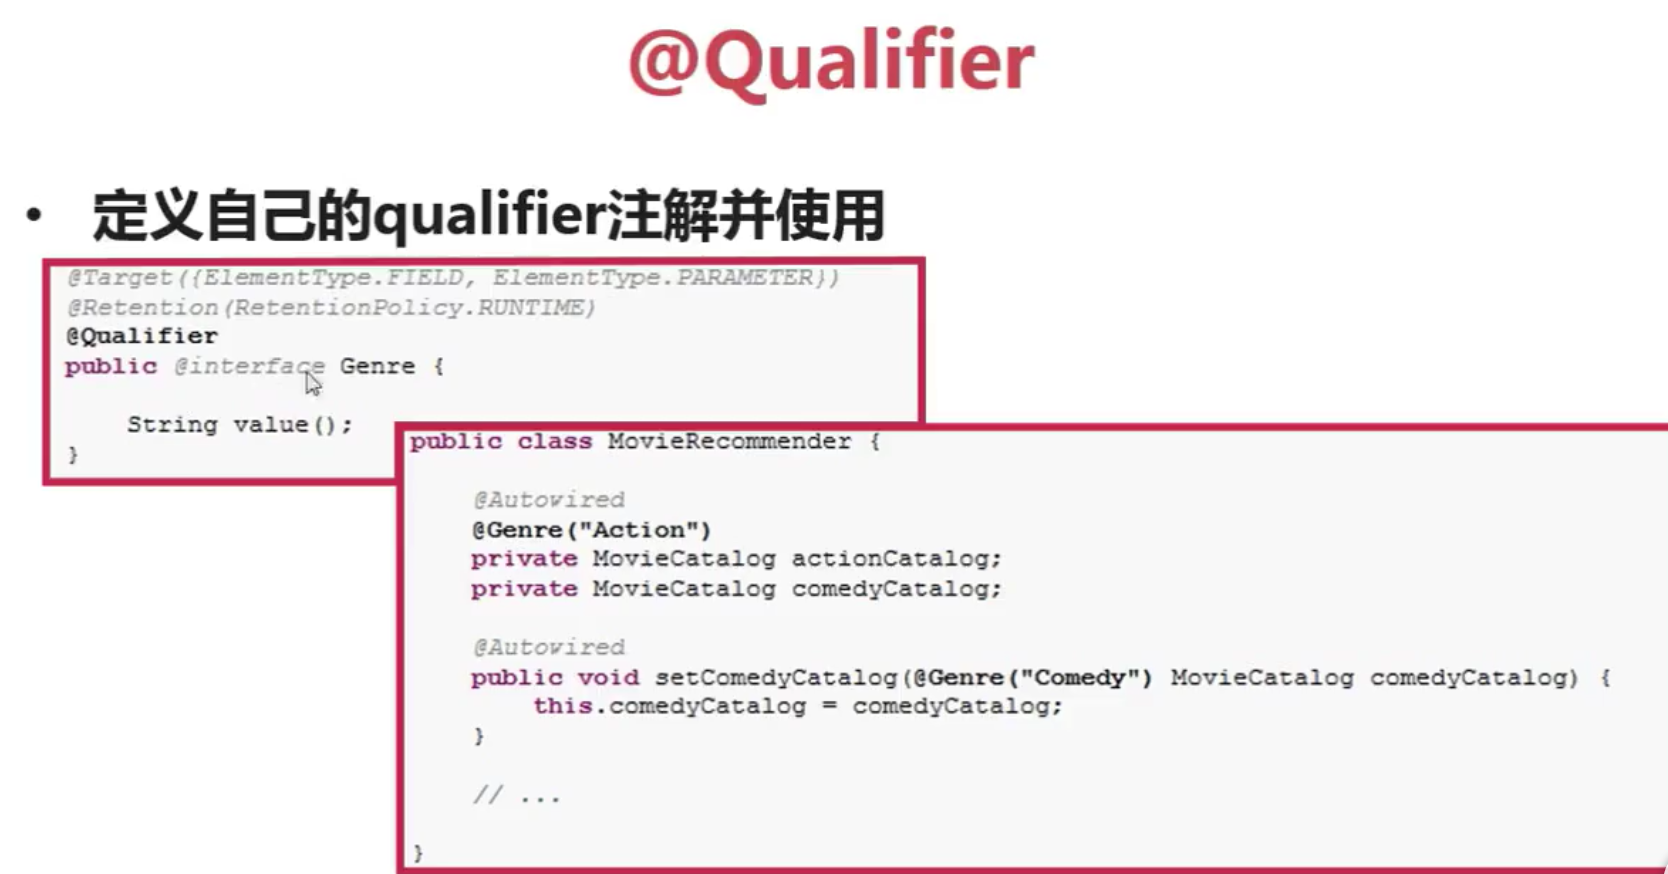 @Qualifier
• 定义自己的qualifier注解并使用
@Target({ElementType.FIELD, ElementType.PARAMETER})
@Retention(RetentionPolicy.RUNTIME)
@Qualifier
public @interface Genre {
String value();
}
public class MovieRecommender {
@Autowired
@Genre("Action")
private MovieCatalog actionCatalog;
private MovieCatalog comedyCatalog;
@Autowired
public void setComedyCatalog(@Genre("Comedy") MovieCatalog comedyCatalog) {
this.comedyCatalog = comedyCatalog;
}
// ...
}